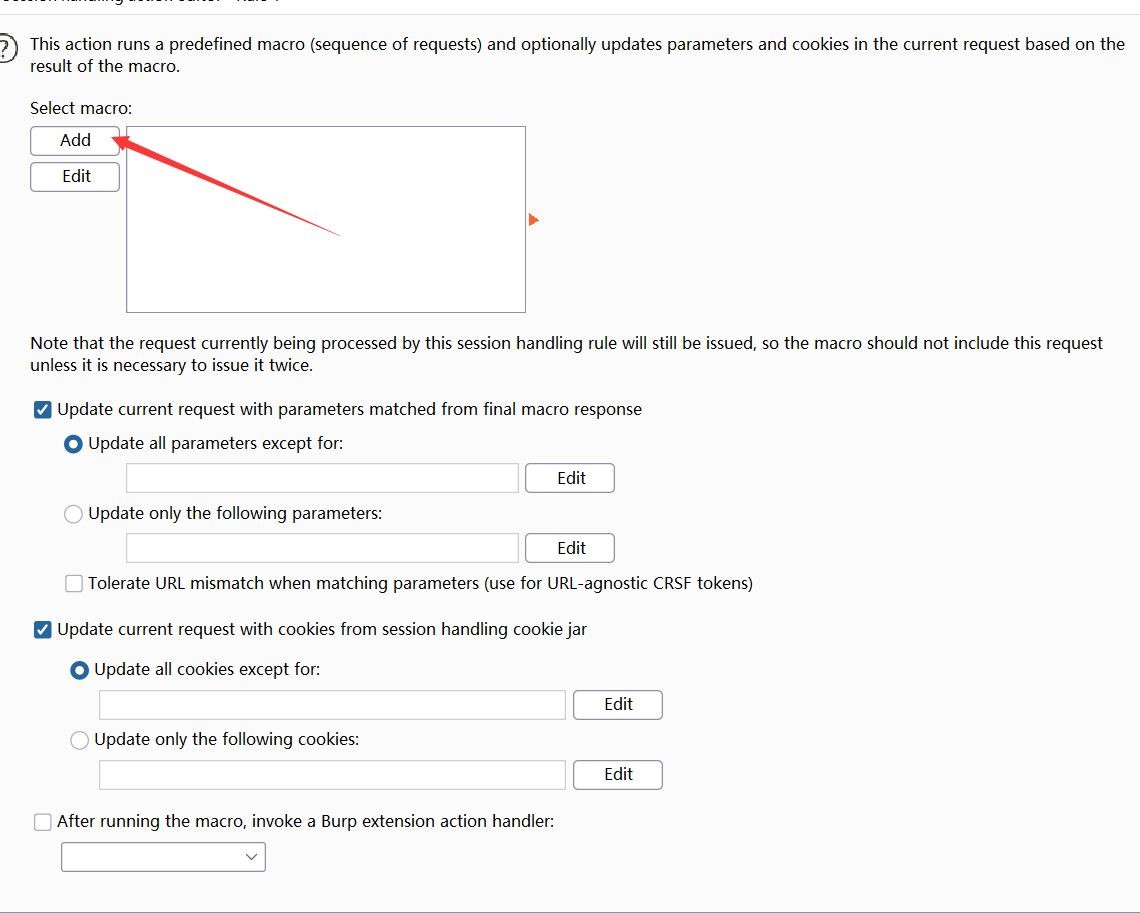 This action runs a predefined macro (sequence of requests) and optionally updates parameters and cookies in the current request based on the
result of the macro.
Select macro:
Add
Edit
Note that the request currently being processed by this session handling rule will still be issued, so the macro should not include this request
unless it is necessary to issue it twice.
Update current request with parameters matched from final macro response
Update all parameters except for:
Edit
Update only the following parameters:
Edit
Tolerate URL mismatch when matching parameters (use for URL-agnostic CRSF tokens)
Update current request with cookies from session handling cookie jar
Update all cookies except for:
Edit
Update only the following cookies:
Edit
After running the macro, invoke a Burp extension action handler: